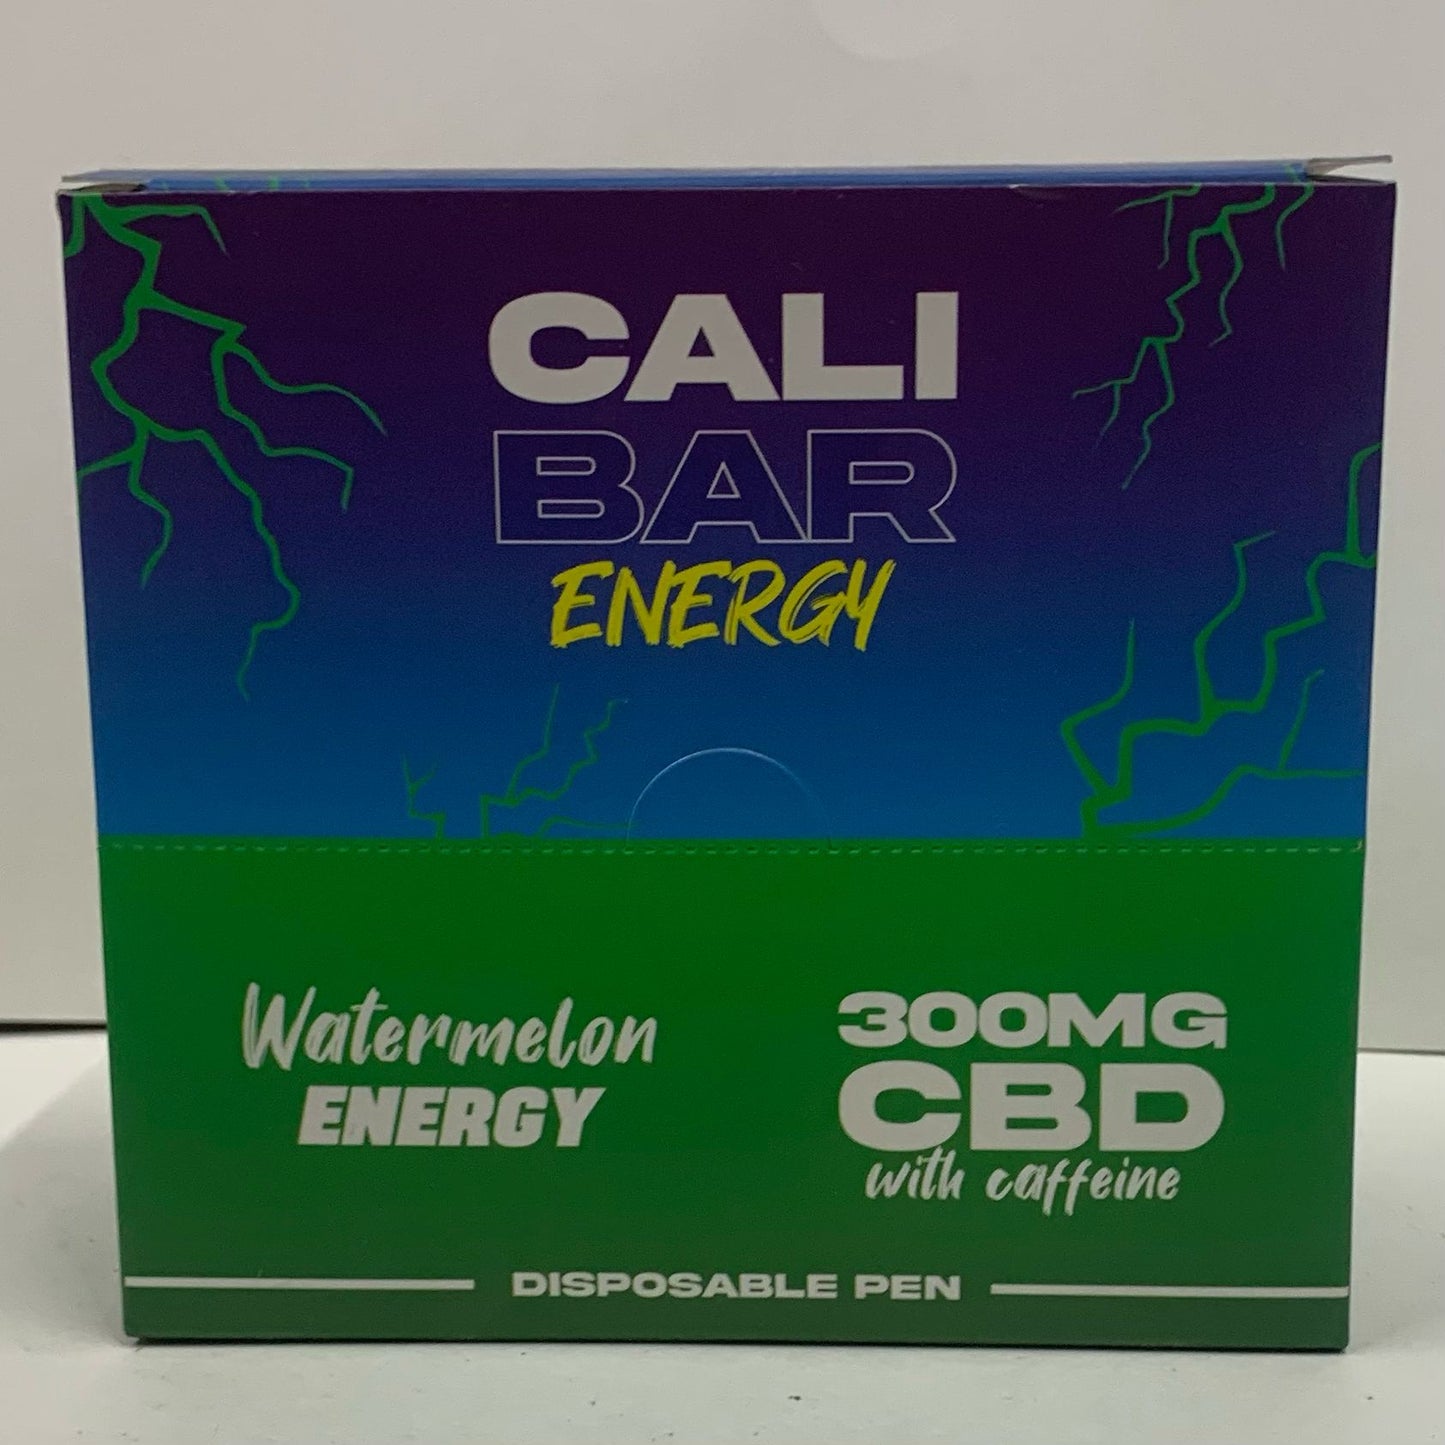 CALI
BAR
ENERGY
Watermelon
ENERGY
300MG
CBD
with caffeine
DISPOSABLE PEN